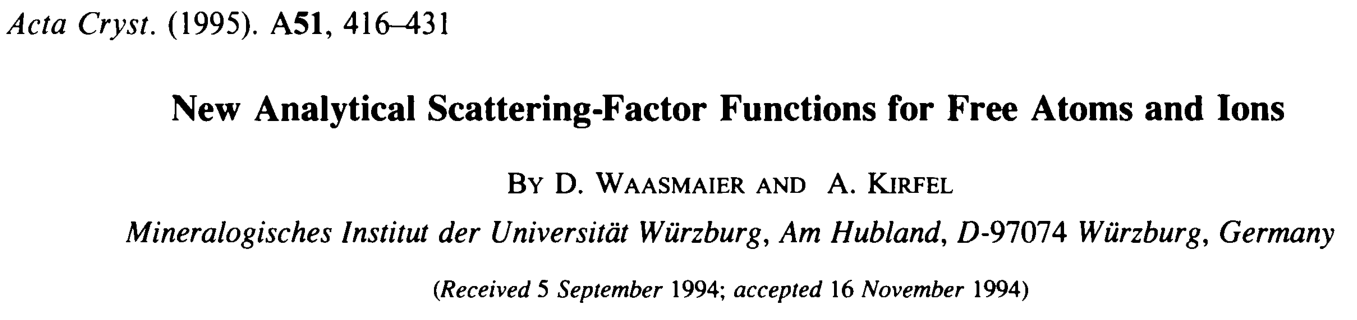 Acta Cryst. (1995). A51, 416–431
New Analytical Scattering-Factor Functions for Free Atoms and Ions
BY D. WAASMAIER AND A. KIRFEL
Mineralogisches Institut der Universität Würzburg, Am Hubland, D-97074 Würzburg, Germany
(Received 5 September 1994; accepted 16 November 1994)